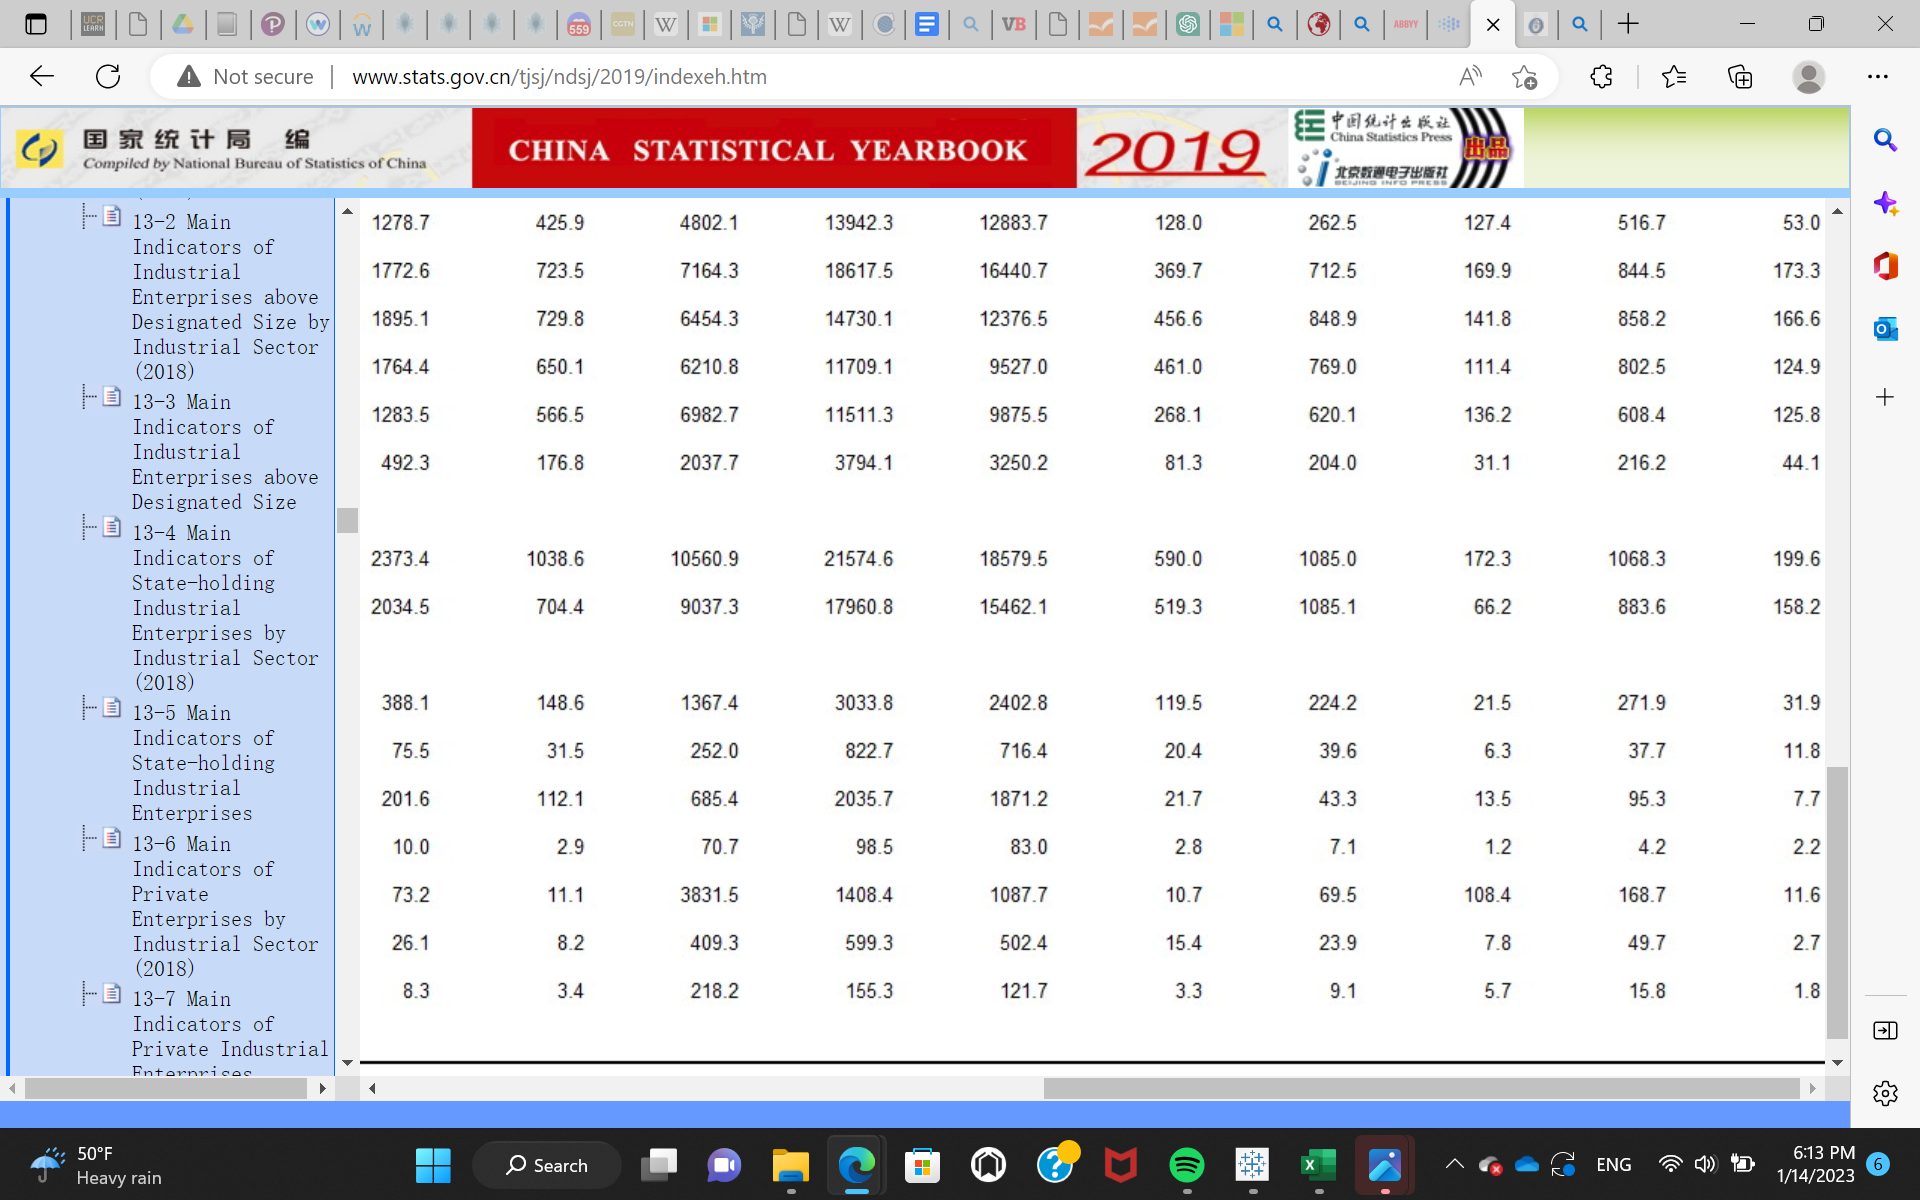 UCR
LEARN
559
CGTN
W
W
VB
ABBYY
Not secure
www.stats.gov.cn/tjsj/ndsj/2019/indexeh.htm
国家统计局 编
Compiled by National Bureau of Statistics of China
CHINA STATISTICAL YEARBOOK
2019
中国统计出版社
China Statistics Press
北京数通电子出版社
BEIJING INFO PRESS
出品
13-2 Main
Indicators of
Industrial
Enterprises above
Designated Size by
Industrial Sector
(2018)
13-3 Main
Indicators of
Industrial
Enterprises above
Designated Size
13-4 Main
Indicators of
State-holding
Industrial
Enterprises by
Industrial Sector
(2018)
13-5 Main
Indicators of
State-holding
Industrial
Enterprises
13-6 Main
Indicators of
Private
Enterprises by
Industrial Sector
(2018)
13-7 Main
Indicators of
Private Industrial
Enterprises
1278.7 425.9 4802.1 13942.3 12883.7 128.0 262.5 127.4 516.7 53.0
1772.6 723.5 7164.3 18617.5 16440.7 369.7 712.5 169.9 844.5 173.3
1895.1 729.8 6454.3 14730.1 12376.5 456.6 848.9 141.8 858.2 166.6
1764.4 650.1 6210.8 11709.1 9527.0 461.0 769.0 111.4 802.5 124.9
1283.5 566.5 6982.7 11511.3 9875.5 268.1 620.1 136.2 608.4 125.8
492.3 176.8 2037.7 3794.1 3250.2 81.3 204.0 31.1 216.2 44.1
2373.4 1038.6 10560.9 21574.6 18579.5 590.0 1085.0 172.3 1068.3 199.6
2034.5 704.4 9037.3 17960.8 15462.1 519.3 1085.1 66.2 883.6 158.2
388.1 148.6 1367.4 3033.8 2402.8 119.5 224.2 21.5 271.9 31.9
75.5 31.5 252.0 822.7 716.4 20.4 39.6 6.3 37.7 11.8
201.6 112.1 685.4 2035.7 1871.2 21.7 43.3 13.5 95.3 7.7
10.0 2.9 70.7 98.5 83.0 2.8 7.1 1.2 4.2 2.2
73.2 11.1 3831.5 1408.4 1087.7 10.7 69.5 108.4 168.7 11.6
26.1 8.2 409.3 599.3 502.4 15.4 23.9 7.8 49.7 2.7
8.3 3.4 218.2 155.3 121.7 3.3 9.1 5.7 15.8 1.8
50°F
Heavy rain
Search
ENG
6:13 PM
1/14/2023
6